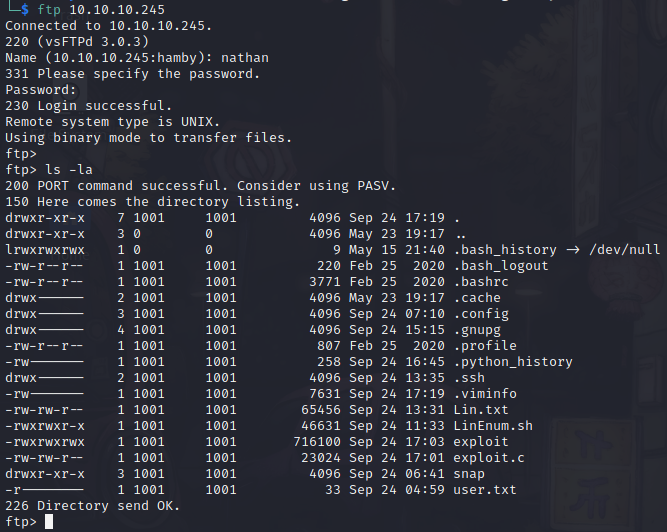 └─$ ftp 10.10.10.245
Connected to 10.10.10.245.
220 (vsFTPd 3.0.3)
Name (10.10.10.245:hamby): nathan
331 Please specify the password.
Password:
230 Login successful.
Remote system type is UNIX.
Using binary mode to transfer files.
ftp>
ftp> ls -la
200 PORT command successful. Consider using PASV.
150 Here comes the directory listing.
drwxr-xr-x    7 1001     1001         4096 Sep 24 17:19 .
drwxr-xr-x    3 0        0            4096 May 23 19:17 ..
lrwxrwxrwx    1 0        0               9 May 15 21:40 .bash_history -> /dev/null
-rw-r--r--    1 1001     1001          220 Feb 25  2020 .bash_logout
-rw-r--r--    1 1001     1001         3771 Feb 25  2020 .bashrc
drwx------    2 1001     1001         4096 May 23 19:17 .cache
drwx------    3 1001     1001         4096 Sep 24 07:10 .config
drwx------    4 1001     1001         4096 Sep 24 15:15 .gnupg
-rw-r--r--    1 1001     1001          807 Feb 25  2020 .profile
-rw-------    1 1001     1001          258 Sep 24 16:45 .python_history
drwx------    2 1001     1001         4096 Sep 24 13:35 .ssh
-rw-------    1 1001     1001         7631 Sep 24 17:19 .viminfo
-rw-rw-r--    1 1001     1001        65456 Sep 24 13:31 Lin.txt
-rwxrwxr-x    1 1001     1001        46631 Sep 24 11:33 LinEnum.sh
-rwxrwxrwx    1 1001     1001       716100 Sep 24 17:03 exploit
-rw-rw-r--    1 1001     1001        23024 Sep 24 17:01 exploit.c
drwxr-xr-x    3 1001     1001         4096 Sep 24 06:41 snap
-r--------    1 1001     1001           33 Sep 24 04:59 user.txt
226 Directory send OK.
ftp>